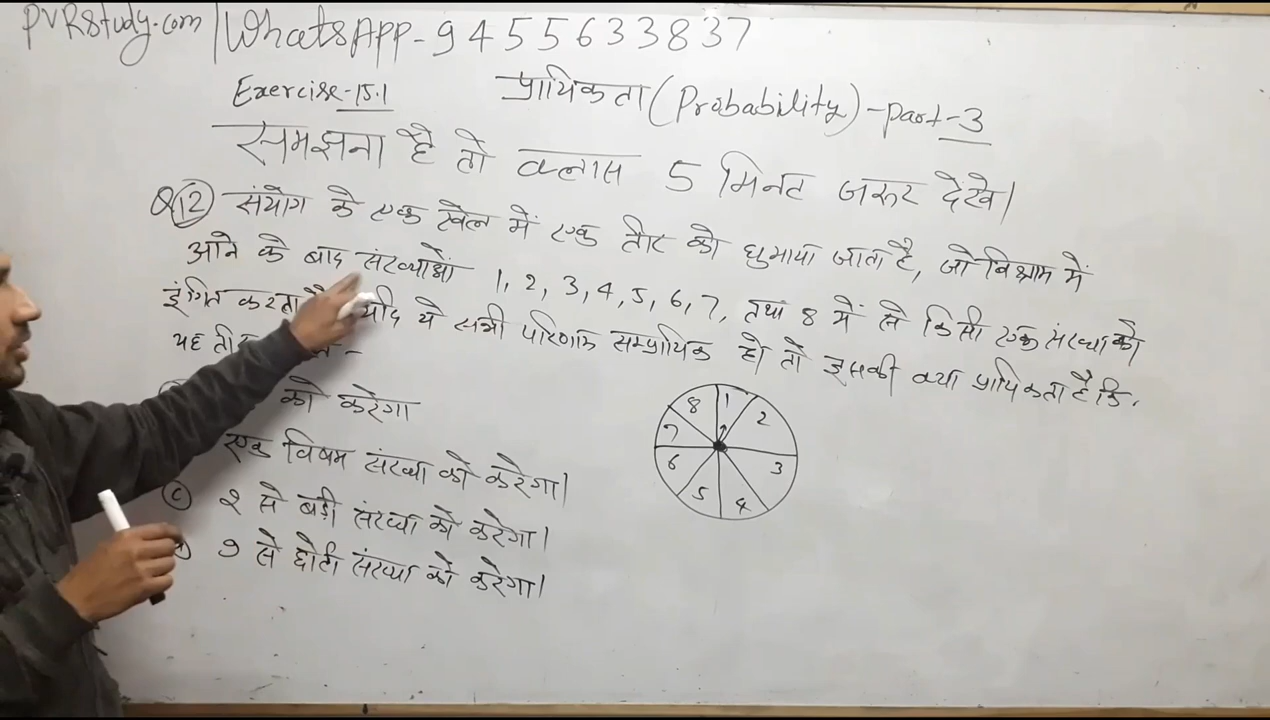 PVRStudy.com | WhatsApp - 9455633837
Exercise-15.1 प्रायिकता (Probability) - Part-3
समझना है तो क्लास 5 मिनट जरुर देंखे।
Q 12 संयोग के एक खेल में एक तीर को घुमाया जाता है, जो विश्राम में
आने के बाद संख्याओं 1, 2, 3, 4, 5, 6, 7, तथा 8 में से किसी एक संख्या को
इंगित करता यदि ये सभी परिणाम सम्प्रायिक हो तो इसकी क्या प्रायिकता है कि,
यह
को करेगा
एक विषम संख्या को करेगा।
c २ से बड़ी संख्या को करेगा।
9 से छोटी संख्या को करेगा।
1
2
3
4
5
6
7
8